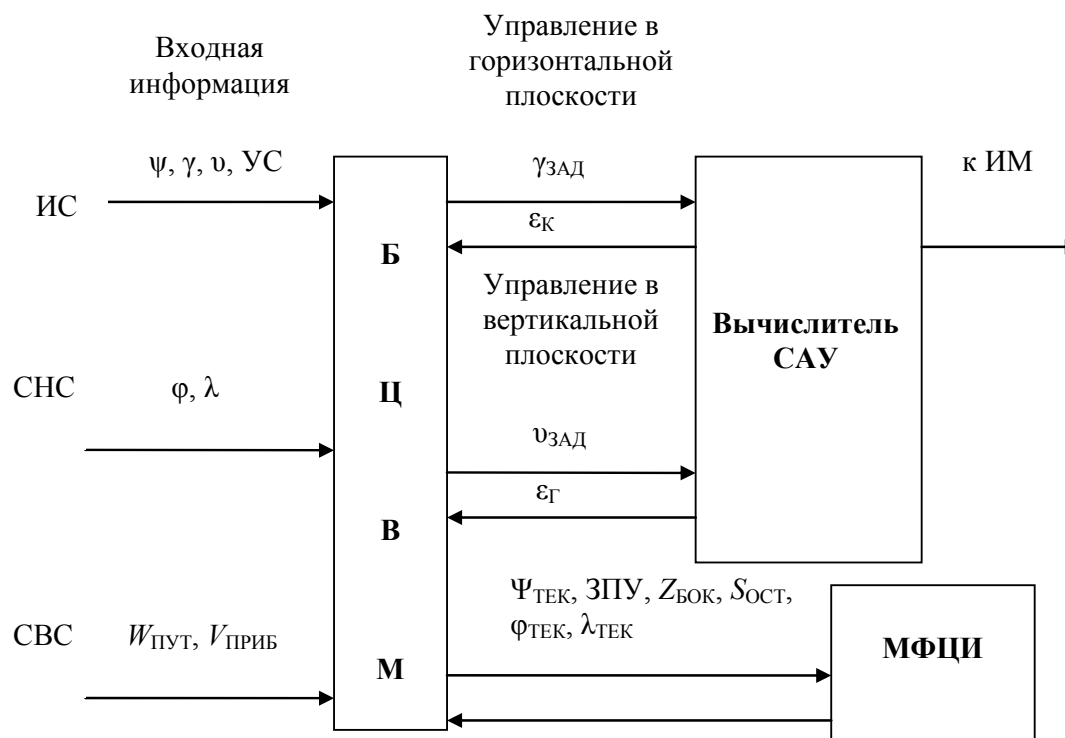 Входная
информация
Управление в
горизонтальной
плоскости
ψ, γ, υ, УС
γЗАД
к ИМ
ИС
εК
Б
Управление в
вертикальной
плоскости
Вычислитель
САУ
СНС
φ, λ
Ц
υЗАД
εГ
В
ΨТЕК, ЗПУ, ZБОК, SОСТ,
φТЕК, λТЕК
СВС
WПУТ, VПРИБ
М
МФЦИ